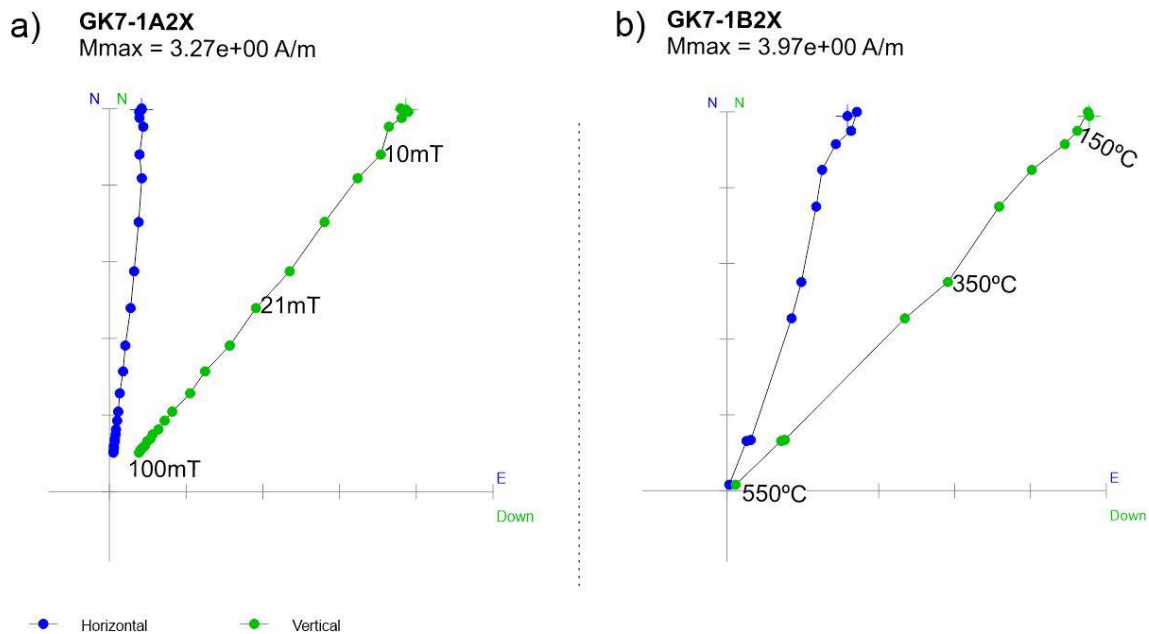 a)
GK7-1A2X
Mmax = 3.27e+00 A/m
N N
10mT
21mT
100mT
E
Down
b)
GK7-1B2X
Mmax = 3.97e+00 A/m
N N
150ºC
350ºC
550ºC
E
Down
Horizontal
Vertical